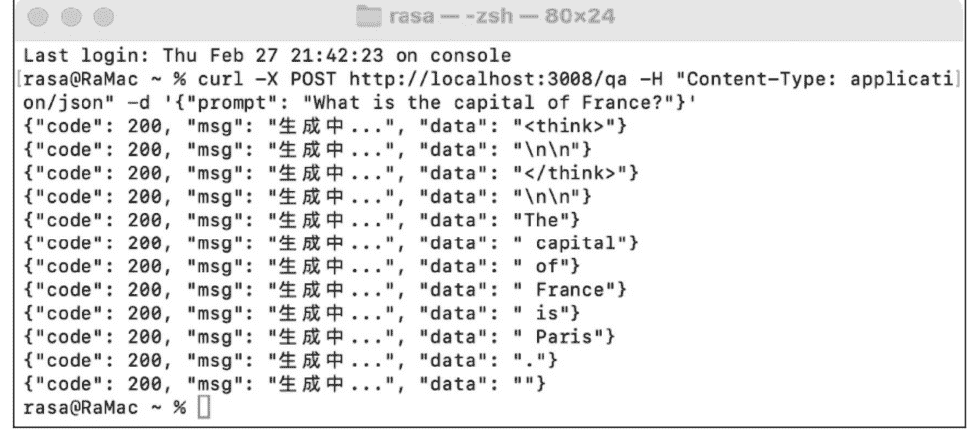 rasa — -zsh — 80×24
Last login: Thu Feb 27 21:42:23 on console
[rasa@RaMac ~ % curl -X POST http://localhost:3008/qa -H "Content-Type: applicati]
on/json" -d '{"prompt": "What is the capital of France?"}'
{"code": 200, "msg": "生成中...", "data": "<think>"}
{"code": 200, "msg": "生成中...", "data": "\n\n"}
{"code": 200, "msg": "生成中...", "data": "</think>"}
{"code": 200, "msg": "生成中...", "data": "\n\n"}
{"code": 200, "msg": "生成中...", "data": "The"}
{"code": 200, "msg": "生成中...", "data": " capital"}
{"code": 200, "msg": "生成中...", "data": " of"}
{"code": 200, "msg": "生成中...", "data": " France"}
{"code": 200, "msg": "生成中...", "data": " is"}
{"code": 200, "msg": "生成中...", "data": " Paris"}
{"code": 200, "msg": "生成中...", "data": "."}
{"code": 200, "msg": "生成中...", "data": ""}
rasa@RaMac ~ %